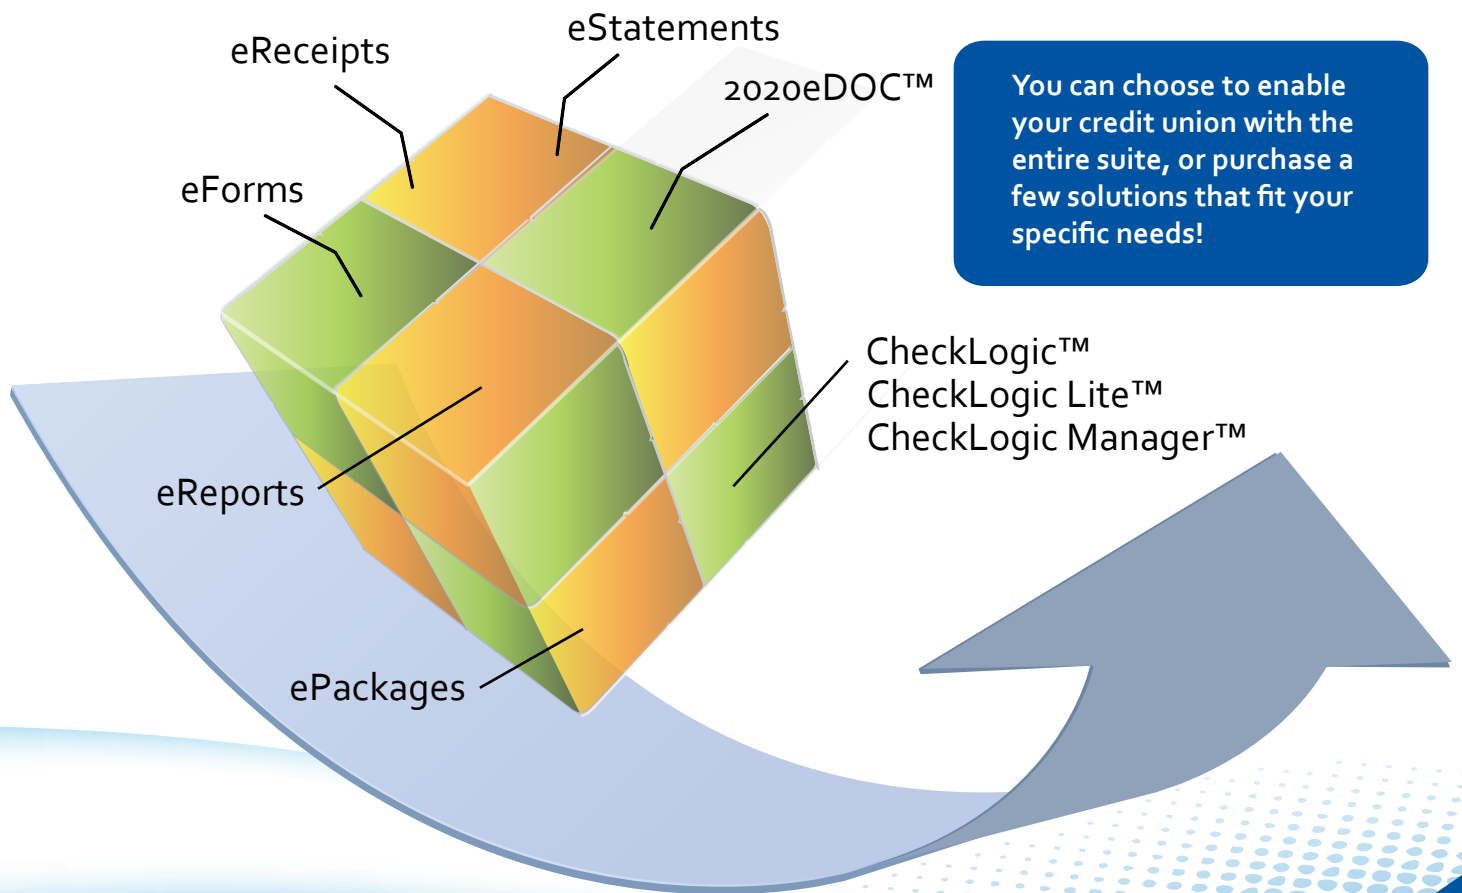 eStatements
eReceipts
2020eDOC™
You can choose to enable
your credit union with the
entire suite, or purchase a
few solutions that fit your
specific needs!
eForms
CheckLogic™
CheckLogic Lite™
CheckLogic Manager™
eReports
ePackages